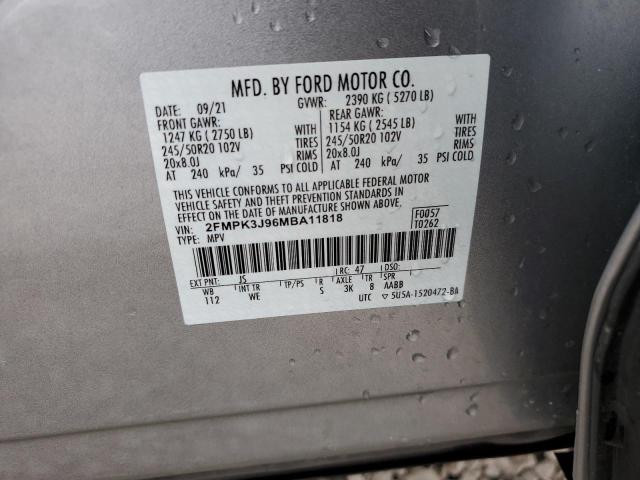 MFD. BY FORD MOTOR CO.
DATE: 09/21 GVWR: 2390 KG ( 5270 LB)
FRONT GAWR: REAR GAWR:
1247 KG ( 2750 LB) 1154 KG ( 2545 LB)
245/50R20 102V TIRES 245/50R20 102V TIRES
20x8.0J RIMS 20x8.0J RIMS
AT 240 kPa/ 35 PSI COLD AT 240 kPa/ 35 PSI COLD
THIS VEHICLE CONFORMS TO ALL APPLICABLE FEDERAL MOTOR
VEHICLE SAFETY AND THEFT PREVENTION STANDARDS IN
EFFECT ON THE DATE OF MANUFACTURE SHOWN ABOVE.
VIN: 2FMPK3J96MBA11818 F0057
TYPE: MPV T0262
EXT PNT: JS RC: 47 DSO:
WB INT TR TP/PS R AXLE TR SPR
112 WE S 3K 8 AABB
UTC ▽5U5A-1520472-BA